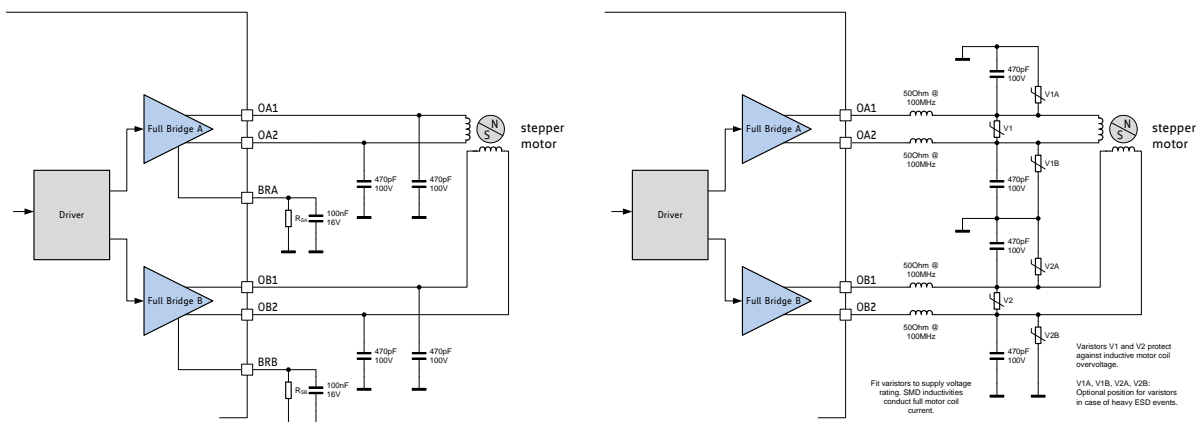 OA1
OA2
Full Bridge A
N
S
stepper
motor
470pF
100V
470pF
100V
BRA
RSA
100nF
16V
Driver
OB1
OB2
Full Bridge B
470pF
100V
470pF
100V
BRB
RSB
100nF
16V
470pF
100V
V1A
50Ohm @
100MHz
OA1
V1
OA2
Full Bridge A
N
S
stepper
motor
50Ohm @
100MHz
V1B
470pF
100V
Driver
470pF
100V
V2A
50Ohm @
100MHz
OB1
V2
OB2
Full Bridge B
50Ohm @
100MHz
V2B
470pF
100V
Varistors V1 and V2 protect
against inductive motor coil
overvoltage.
V1A, V1B, V2A, V2B:
Optional position for varistors
in case of heavy ESD events.
Fit varistors to supply voltage
rating. SMD inductivities
conduct full motor coil
current.